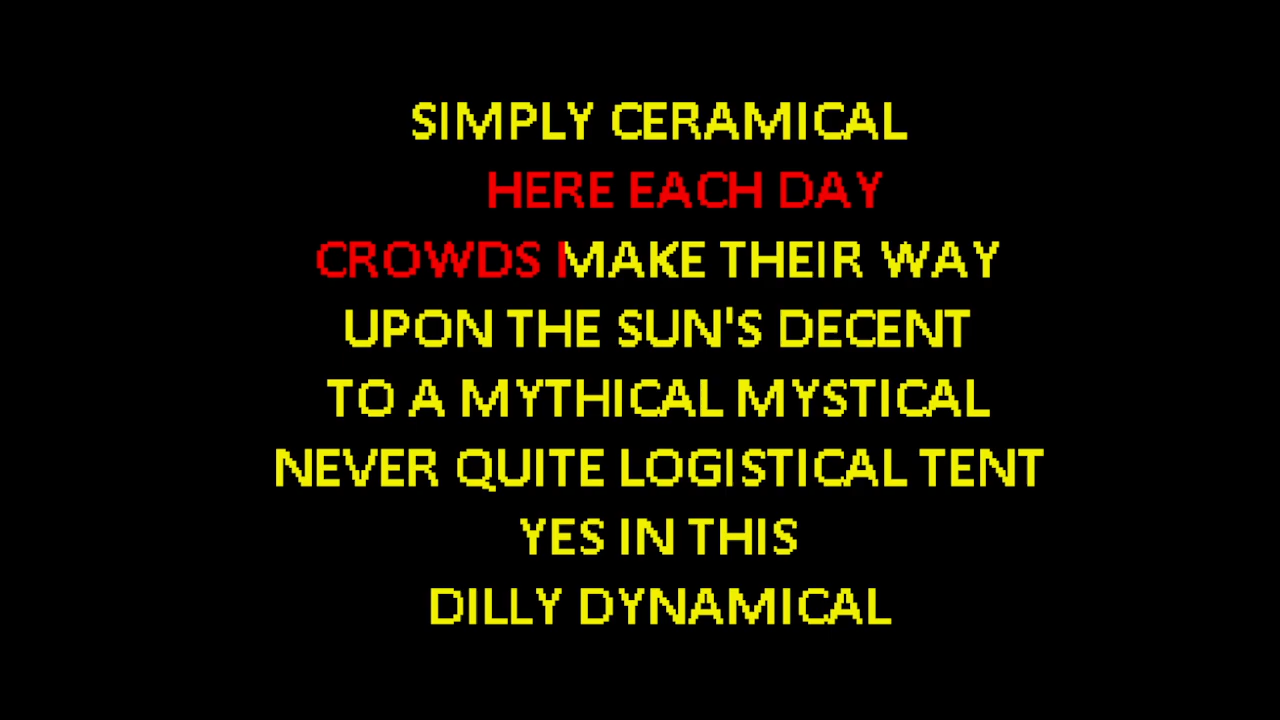 SIMPLY CERAMICAL
HERE EACH DAY
CROWDS MAKE THEIR WAY
UPON THE SUN'S DECENT
TO A MYTHICAL MYSTICAL
NEVER QUITE LOGISTICAL TENT
YES IN THIS
DILLY DYNAMICAL